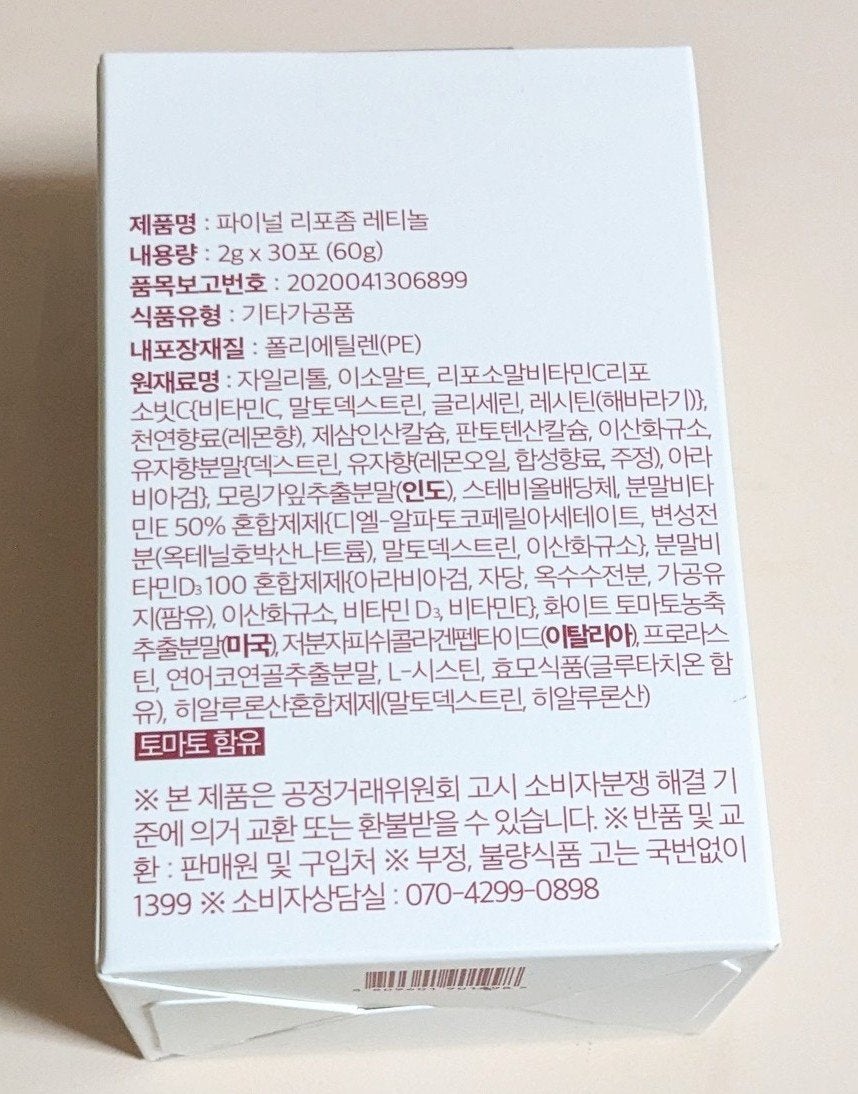 제품명 : 파이널 리포좀 레티놀
내용량 : 2g x 30포 (60g)
품목보고번호 : 2020041306899
식품유형 : 기타가공품
내포장재질 : 폴리에틸렌(PE)
원재료명 : 자일리톨, 이소말트, 리포소말비타민C리포
소빗C{비타민C, 말토덱스트린, 글리세린, 레시틴(해바라기)},
천연향료(레몬향), 제삼인산칼슘, 판토텐산칼슘, 이산화규소,
유자향분말{덱스트린, 유자향(레몬오일, 합성향료, 주정), 아라
비아검}, 모링가잎추출분말(인도), 스테비올배당체, 분말비타
민E 50% 혼합제제{디엘-알파토코페릴아세테이트, 변성전
분(옥테닐호박산나트륨), 말토덱스트린, 이산화규소}, 분말비
타민D₃ 100 혼합제제{아라비아검, 자당, 옥수수전분, 가공유
지(팜유), 이산화규소, 비타민 D₃, 비타민E}, 화이트 토마토농축
추출분말(미국), 저분자피쉬콜라겐펩타이드(이탈리아), 프로라스
틴, 연어코연골추출분말, L-시스틴, 효모식품(글루타치온 함
유), 히알루론산혼합제제(말토덱스트린, 히알루론산)
토마토 함유
※ 본 제품은 공정거래위원회 고시 소비자분쟁 해결 기
준에 의거 교환 또는 환불받을 수 있습니다. ※ 반품 및 교
환 : 판매원 및 구입처 ※ 부정, 불량식품 고는 국번없이
1399 ※ 소비자상담실 : 070-4299-0898